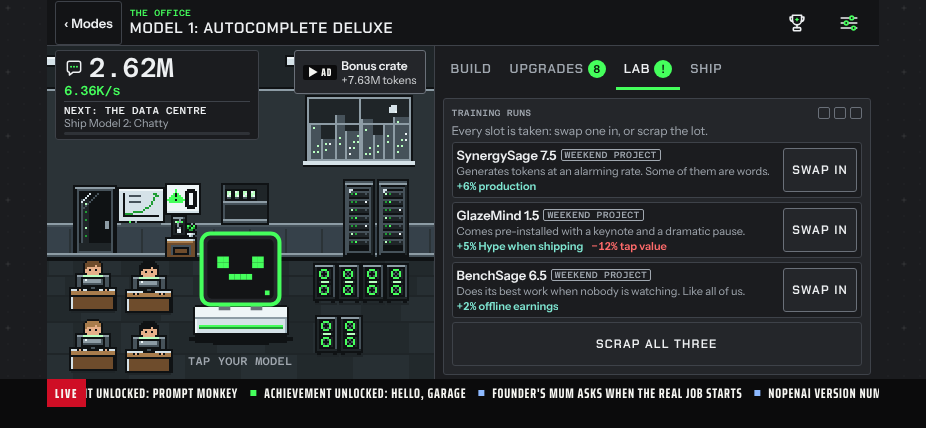 ‹ Modes
THE OFFICE
MODEL 1: AUTOCOMPLETE DELUXE
2.62M
6.36K/s
NEXT: THE DATA CENTRE
Ship Model 2: Chatty
AD
Bonus crate
+7.63M tokens
TAP YOUR MODEL
BUILD
UPGRADES 8
LAB !
SHIP
TRAINING RUNS
Every slot is taken: swap one in, or scrap the lot.
SynergySage 7.5 WEEKEND PROJECT
Generates tokens at an alarming rate. Some of them are words.
+6% production
SWAP IN
GlazeMind 1.5 WEEKEND PROJECT
Comes pre-installed with a keynote and a dramatic pause.
+5% Hype when shipping −12% tap value
SWAP IN
BenchSage 6.5 WEEKEND PROJECT
Does its best work when nobody is watching. Like all of us.
+2% offline earnings
SWAP IN
SCRAP ALL THREE
LIVE
T UNLOCKED: PROMPT MONKEY ■ ACHIEVEMENT UNLOCKED: HELLO, GARAGE ■ FOUNDER'S MUM ASKS WHEN THE REAL JOB STARTS ■ NOPENAI VERSION NUM